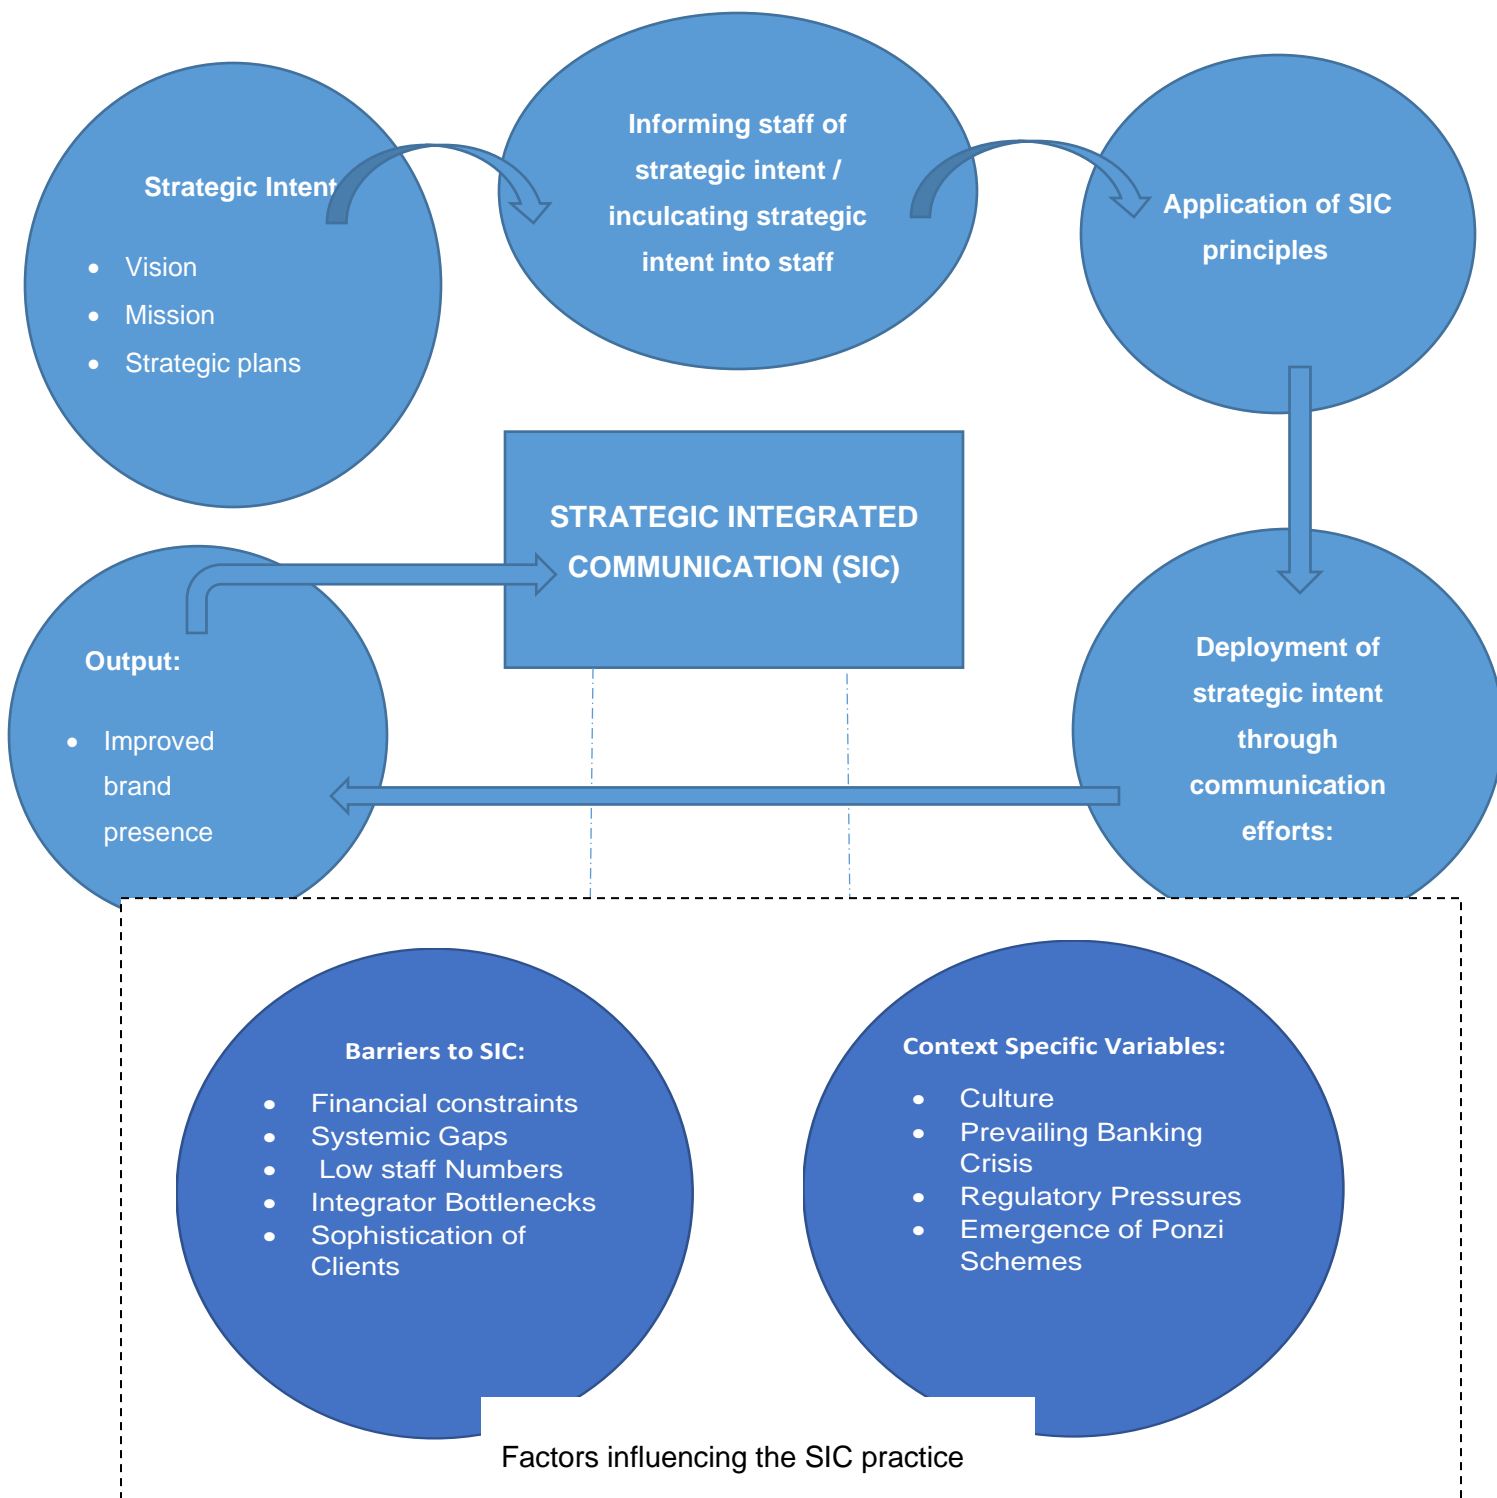 Strategic Intent
• Vision
• Mission
• Strategic plans
Informing staff of
strategic intent /
inculcating strategic
intent into staff
Application of SIC
principles
STRATEGIC INTEGRATED
COMMUNICATION (SIC)
Output:
• Improved
brand
presence
Deployment of
strategic intent
through
communication
efforts:
Barriers to SIC:
• Financial constraints
• Systemic Gaps
• Low staff Numbers
• Integrator Bottlenecks
• Sophistication of
Clients
Context Specific Variables:
• Culture
• Prevailing Banking
Crisis
• Regulatory Pressures
• Emergence of Ponzi
Schemes
Factors influencing the SIC practice